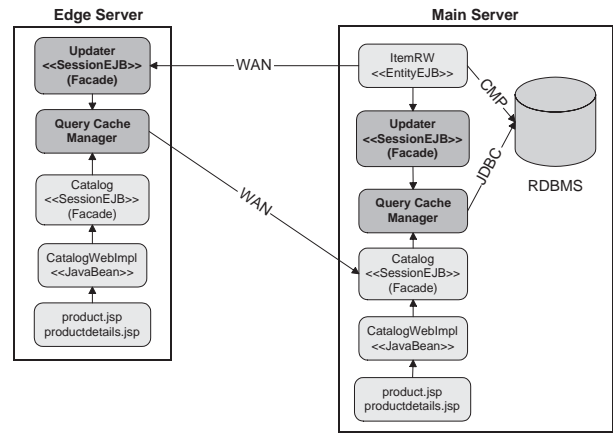 Edge Server
Updater
<<SessionEJB>>
(Facade)
Query Cache
Manager
Catalog
<<SessionEJB>>
(Facade)
CatalogWebImpl
<<JavaBean>>
product.jsp
productdetails.jsp
WAN
WAN
Main Server
ItemRW
<<EntityEJB>>
Updater
<<SessionEJB>>
(Facade)
Query Cache
Manager
Catalog
<<SessionEJB>>
(Facade)
CatalogWebImpl
<<JavaBean>>
product.jsp
productdetails.jsp
CMP
JDBC
RDBMS